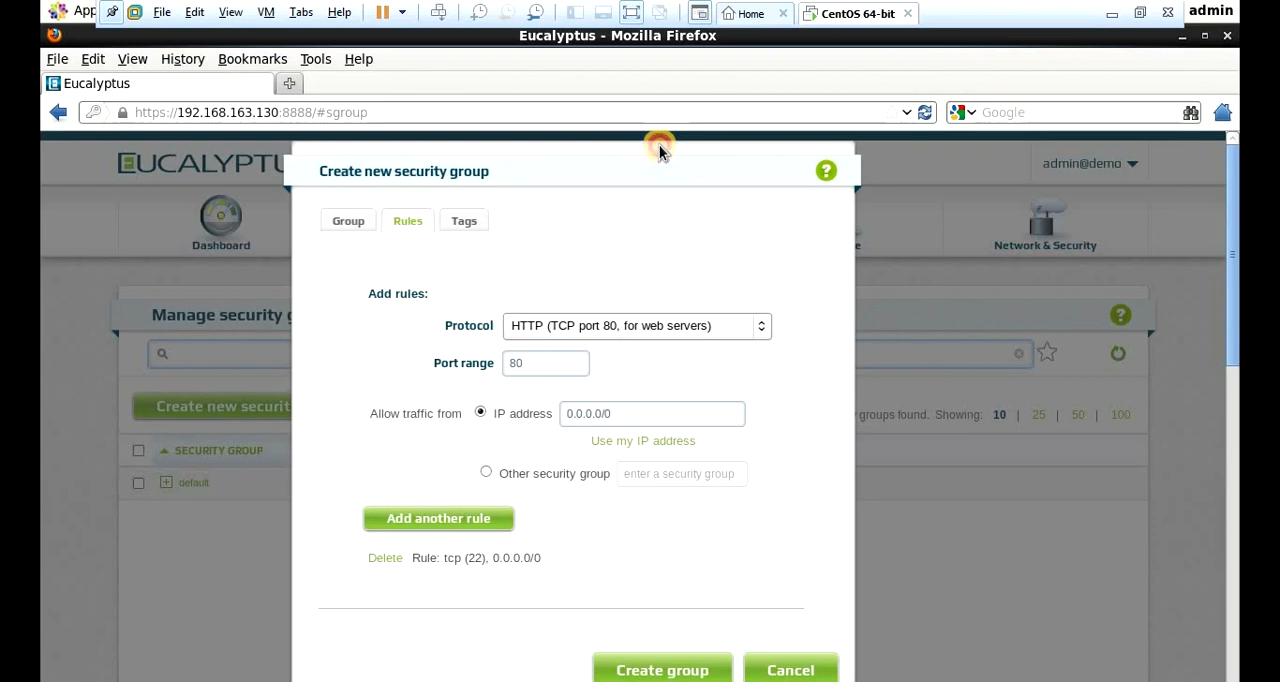 App File Edit View VM Tabs Help Home CentOS 64-bit admin
Eucalyptus - Mozilla Firefox
File Edit View History Bookmarks Tools Help
Eucalyptus
https://192.168.163.130:8888/#sgroup Google
EUCALYPTU admin@demo
Create new security group ?
Group Rules Tags
Dashboard e Network & Security
Add rules:
Manage security g ?
Protocol HTTP (TCP port 80, for web servers)
Port range 80
Create new securit groups found. Showing: 10 | 25 | 50 | 100
Allow traffic from IP address 0.0.0.0/0
Use my IP address
SECURITY GROUP
Other security group enter a security group
default
Add another rule
Delete Rule: tcp (22), 0.0.0.0/0
Create group Cancel